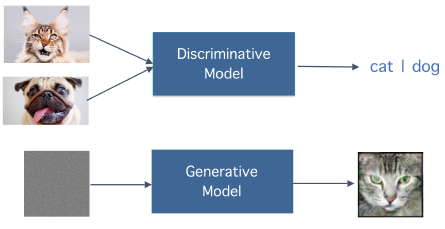 Discriminative
Model
cat | dog
Generative
Model